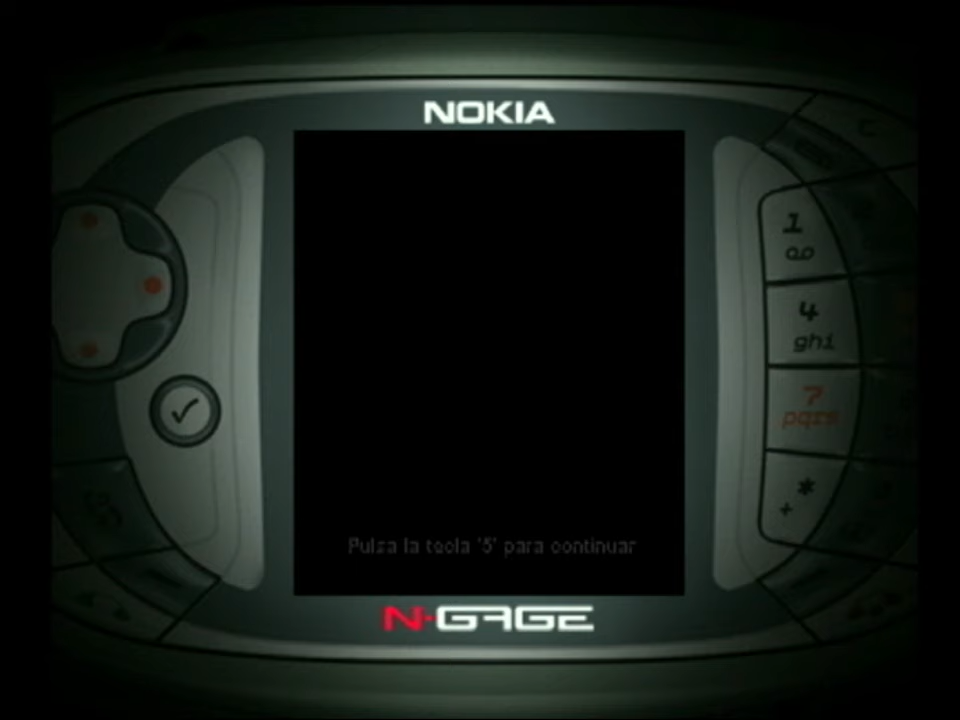 NOKIA
1
4
ghi
7
pqrs
*
+
Pulsa la tecla '5' para continuar
N-GAGE